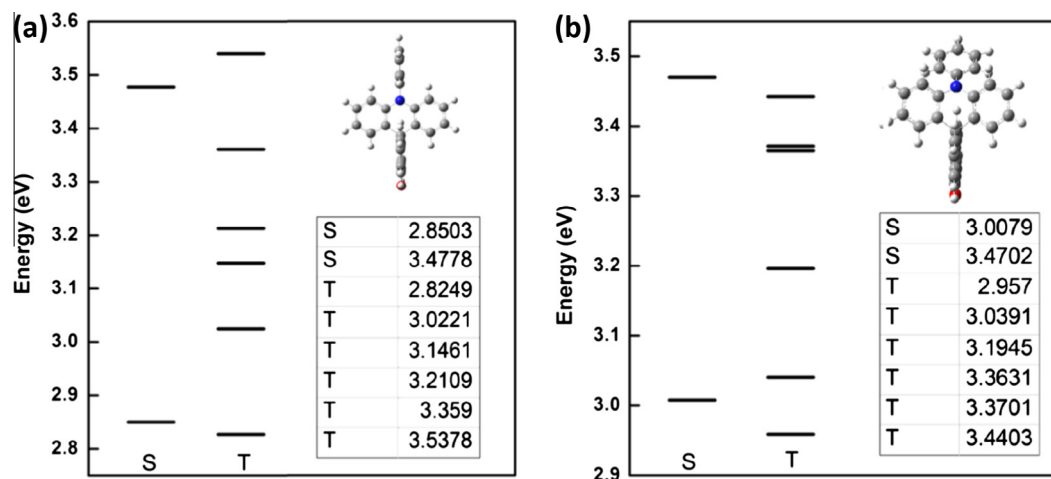 (a)
3.6
3.5
3.4
3.3
3.2
3.1
3.0
2.9
2.8
Energy (eV)
S T
S 2.8503
S 3.4778
T 2.8249
T 3.0221
T 3.1461
T 3.2109
T 3.359
T 3.5378
(b)
3.5
3.4
3.3
3.2
3.1
3.0
2.9
Energy (eV)
S T
S 3.0079
S 3.4702
T 2.957
T 3.0391
T 3.1945
T 3.3631
T 3.3701
T 3.4403